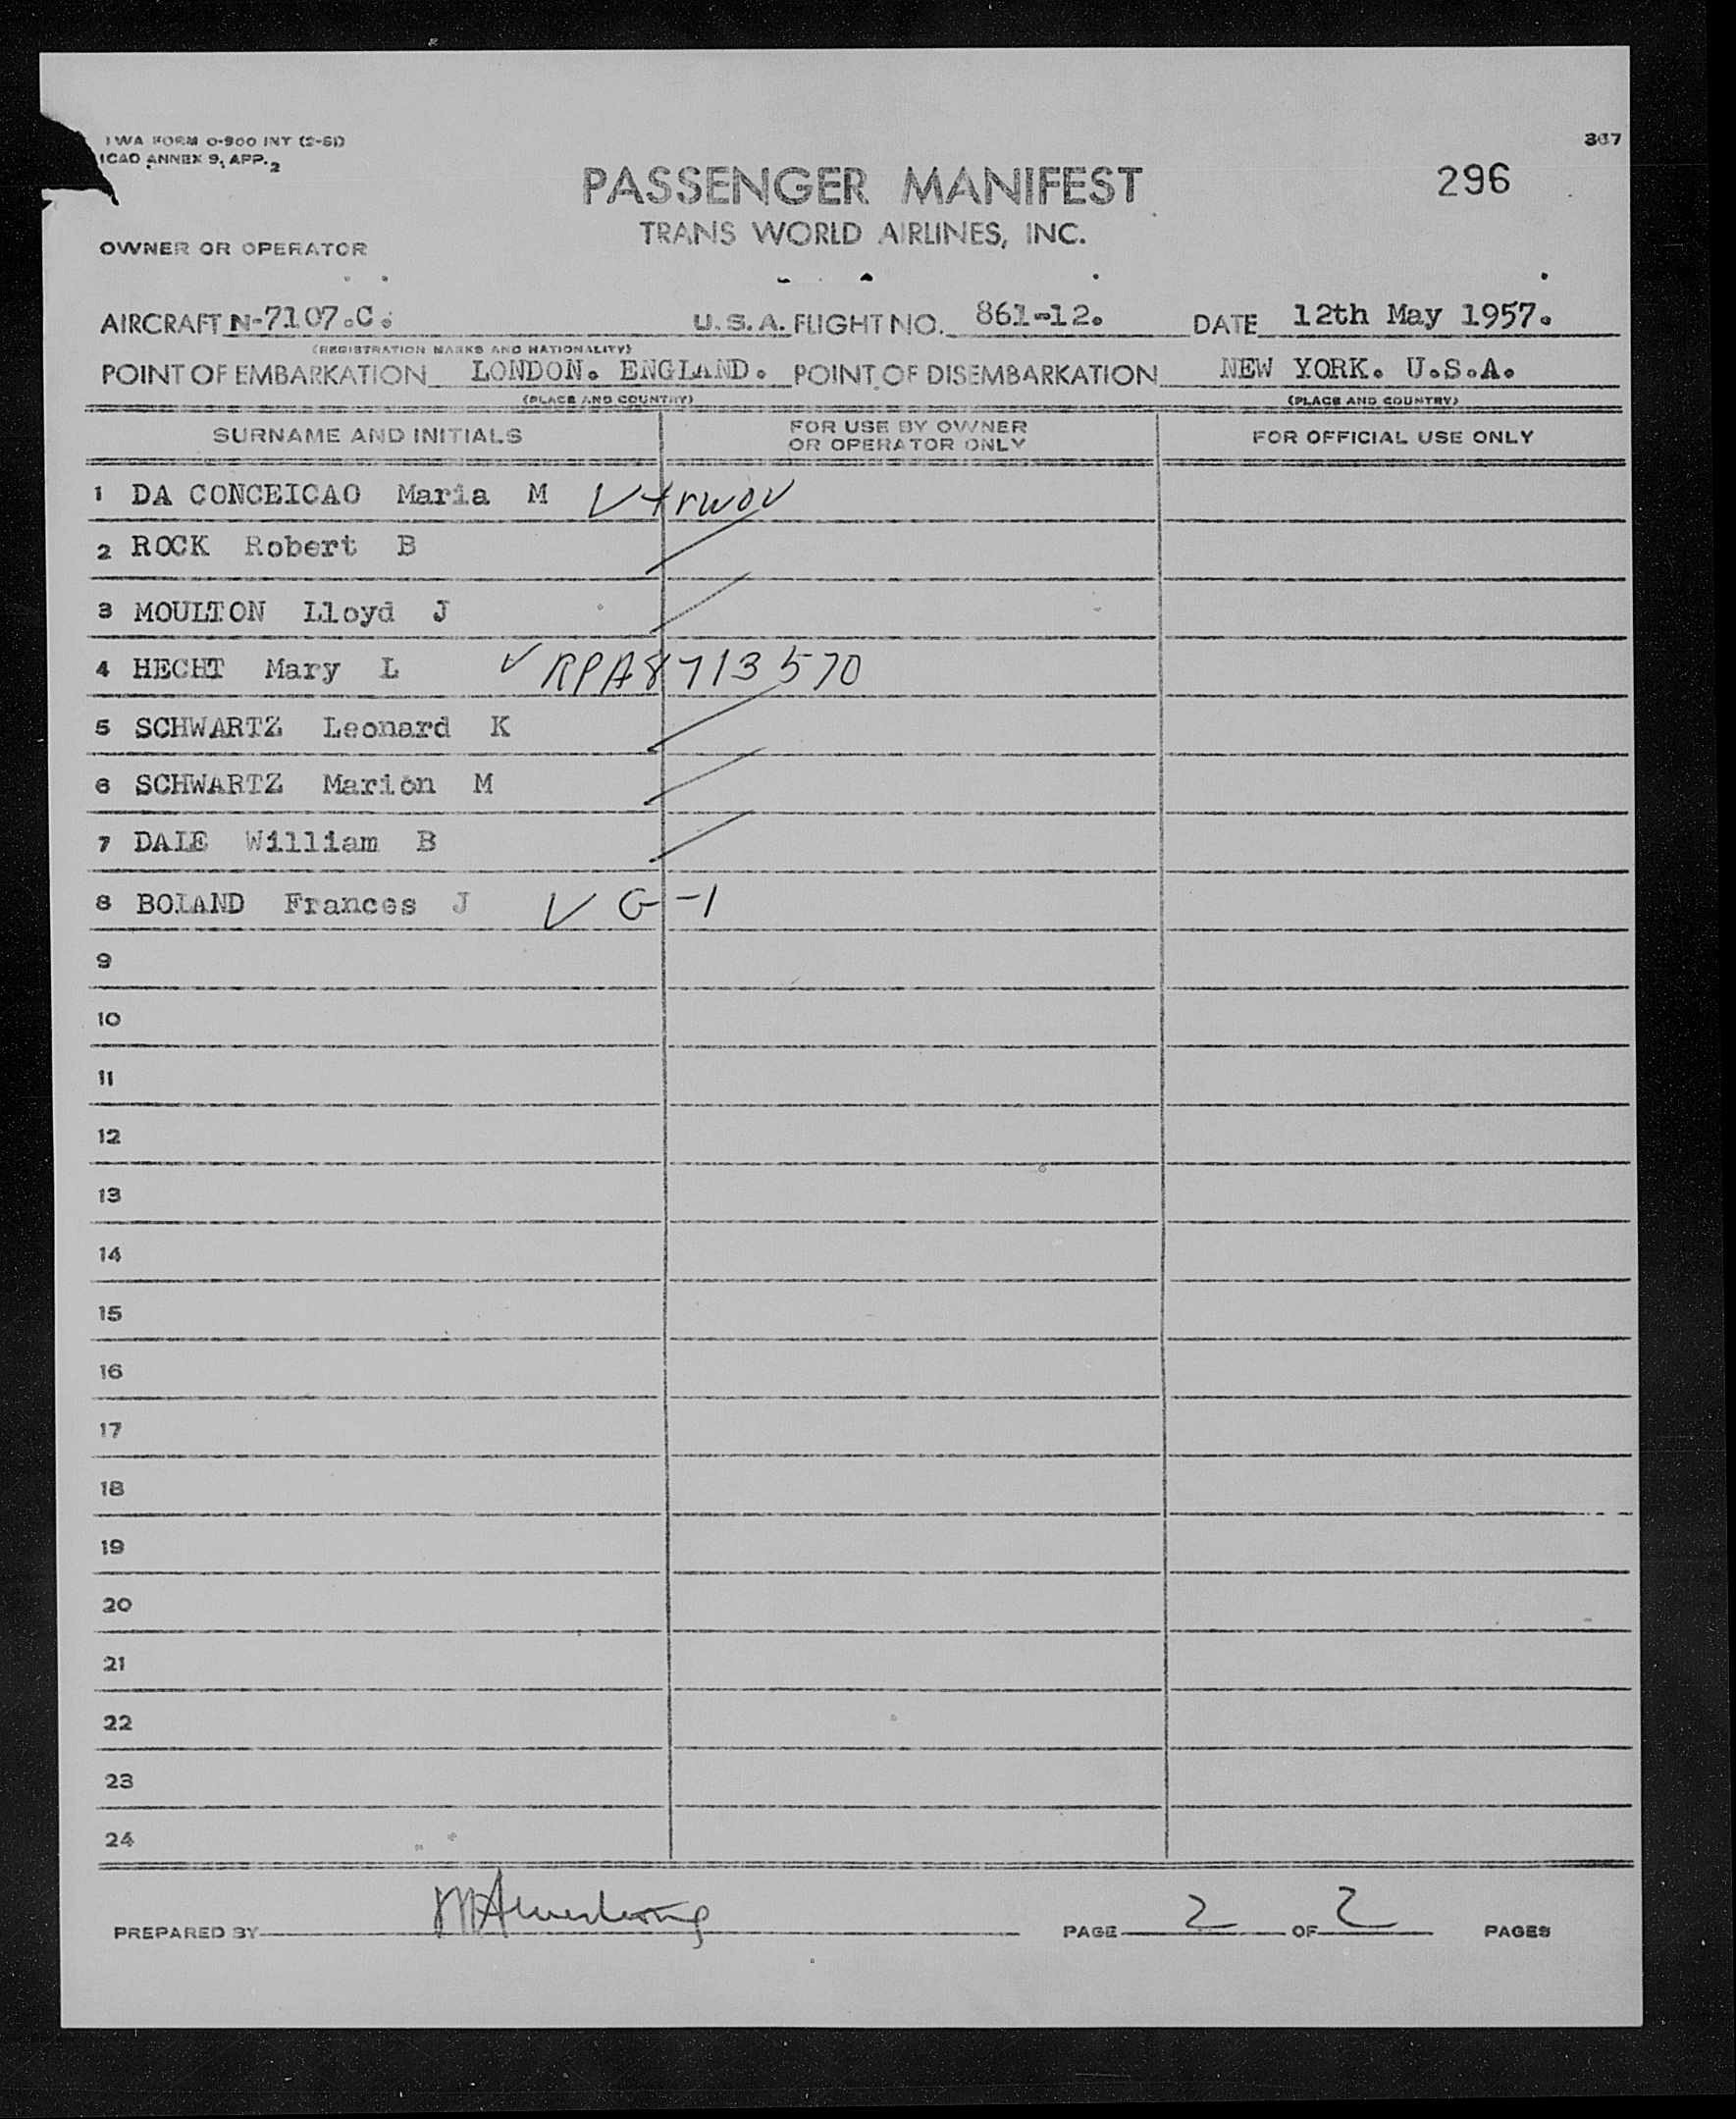 TWA FORM O-900 INT (2-51)
ICAO ANNEX 9, APP. 2
367
PASSENGER MANIFEST
296
TRANS WORLD AIRLINES, INC.
OWNER OR OPERATOR
AIRCRAFT N-7107.C. U.S.A. FLIGHT NO. 861-12. DATE 12th May 1957.
(REGISTRATION MARKS AND NATIONALITY)
POINT OF EMBARKATION LONDON. ENGLAND. POINT OF DISEMBARKATION NEW YORK. U.S.A.
(PLACE AND COUNTRY) (PLACE AND COUNTRY)
SURNAME AND INITIALS FOR USE BY OWNER OR OPERATOR ONLY FOR OFFICIAL USE ONLY
1 DA CONCEICAO Maria M
2 ROCK Robert B
3 MOULTON Lloyd J
4 HECHT Mary L RPA8713570
5 SCHWARTZ Leonard K
6 SCHWARTZ Marion M
7 DALE William B
8 BOLAND Frances J G-1
9
10
11
12
13
14
15
16
17
18
19
20
21
22
23
24
PREPARED BY MArmstrong PAGE 2 OF 2 PAGES